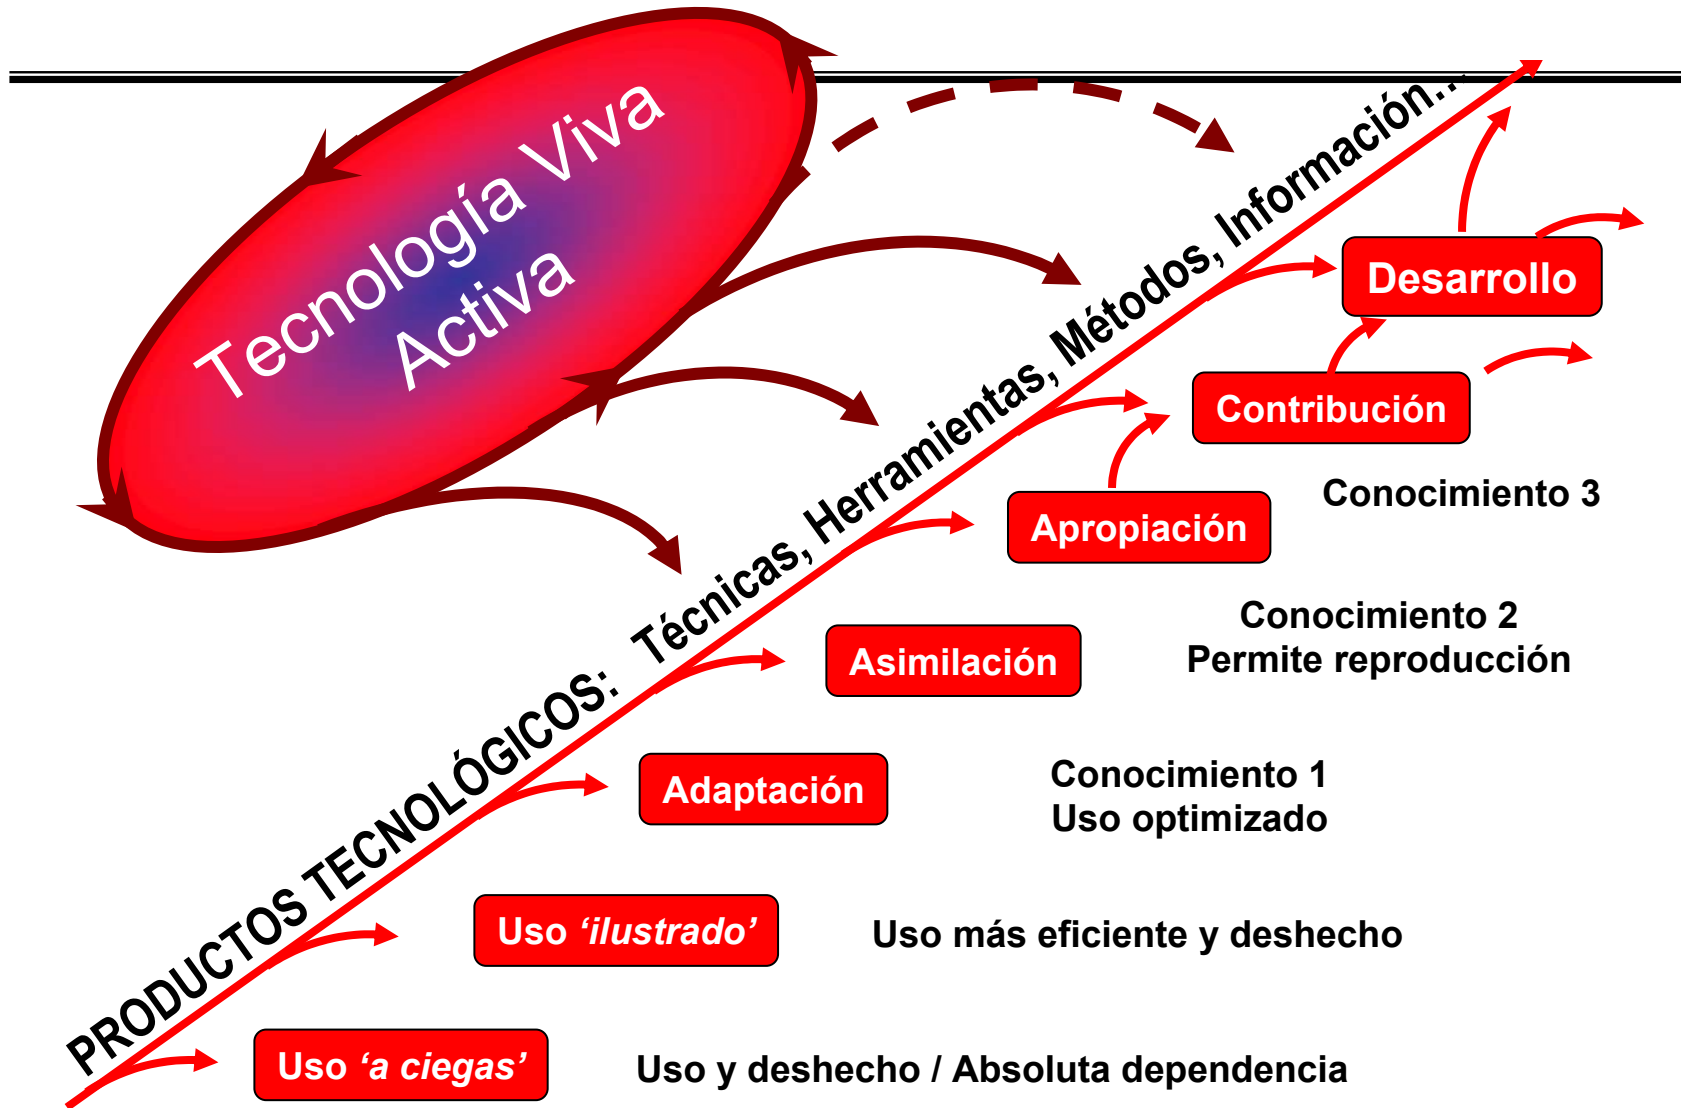 Tecnología Viva
Activa
PRODUCTOS TECNOLÓGICOS: Técnicas, Herramientas, Métodos, Información...
Desarrollo
Contribución
Conocimiento 3
Apropiación
Conocimiento 2
Permite reproducción
Asimilación
Adaptación
Conocimiento 1
Uso optimizado
Uso ‘ilustrado’
Uso más eficiente y deshecho
Uso ‘a ciegas’
Uso y deshecho / Absoluta dependencia